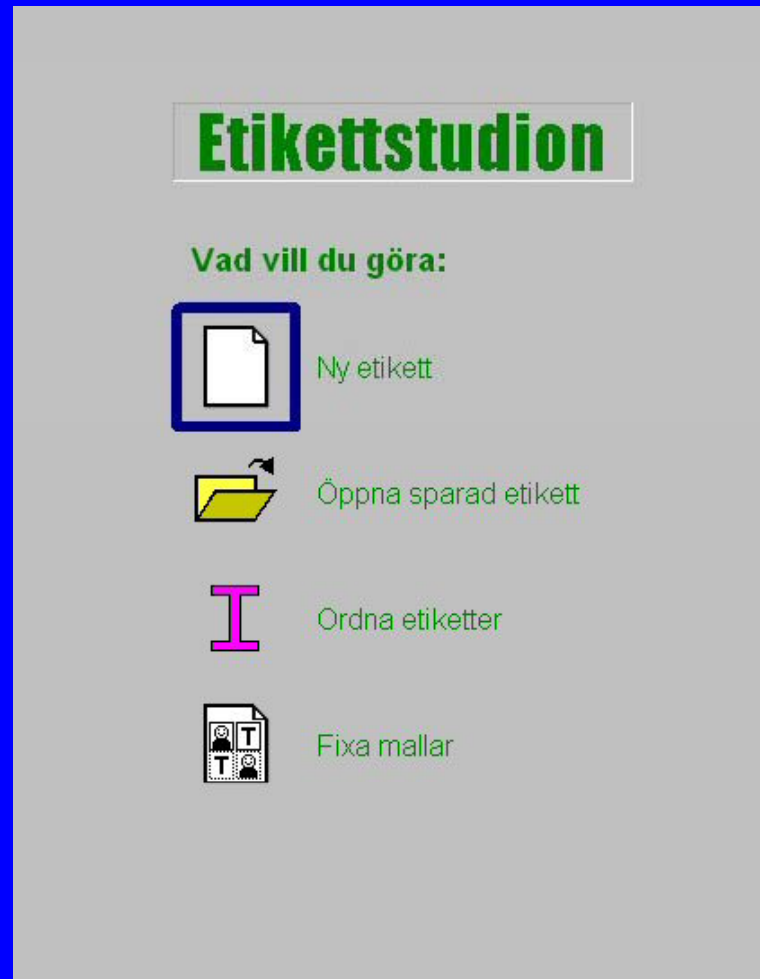 Etikettstudion
Vad vill du göra:
Ny etikett
Öppna sparad etikett
Ordna etiketter
Fixa mallar
T
T